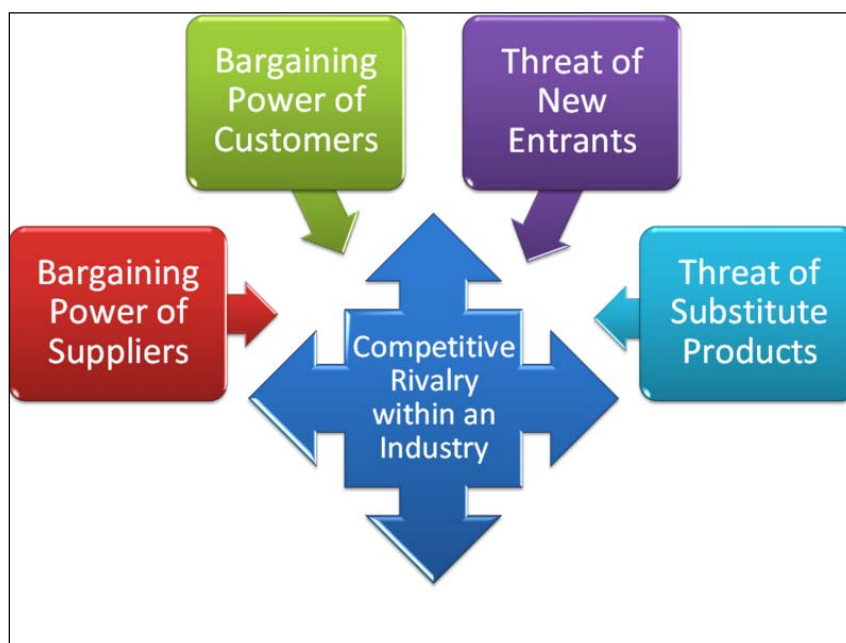 Bargaining
Power of
Customers
Threat of
New
Entrants
Bargaining
Power of
Suppliers
Threat of
Substitute
Products
Competitive
Rivalry
within an
Industry